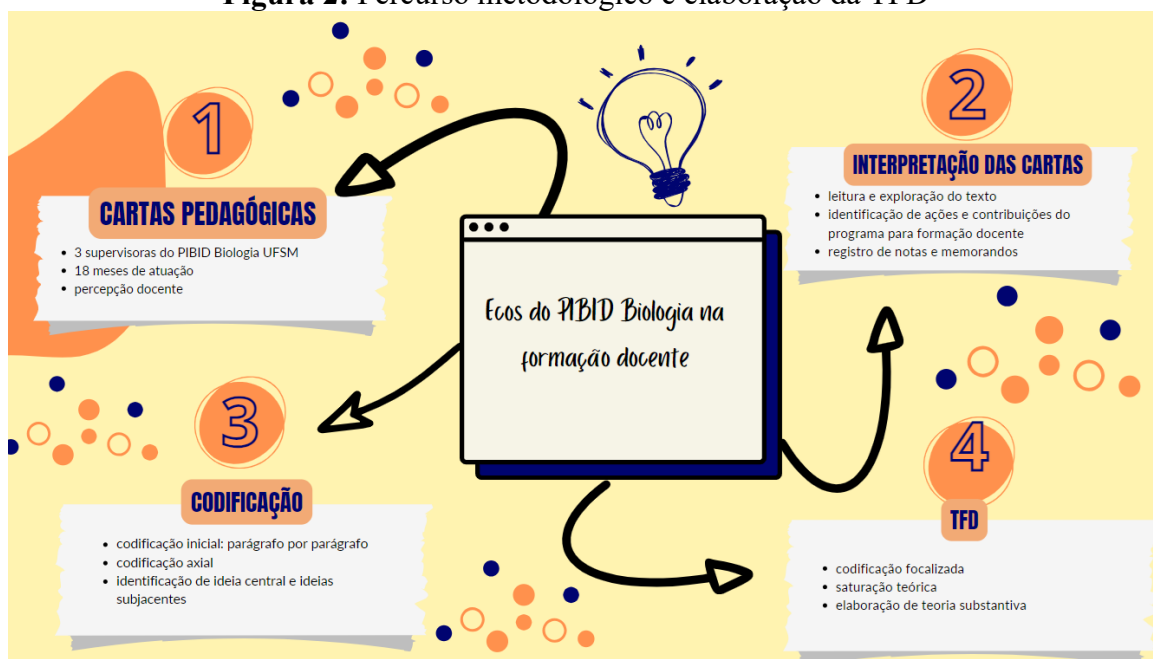 Figura 2. Percurso metodológico e elaboração da TFD
1
CARTAS PEDAGÓGICAS
• 3 supervisoras do PIBID Biologia UFSM
• 18 meses de atuação
• percepção docente
2
INTERPRETAÇÃO DAS CARTAS
• leitura e exploração do texto
• identificação de ações e contribuições do
programa para formação docente
• registro de notas e memorandos
Ecos do PIBID Biologia na
formação docente
3
CODIFICAÇÃO
• codificação inicial: parágrafo por parágrafo
• codificação axial
• identificação de ideia central e ideias
subjacentes
4
TFD
• codificação focalizada
• saturação teórica
• elaboração de teoria substantiva